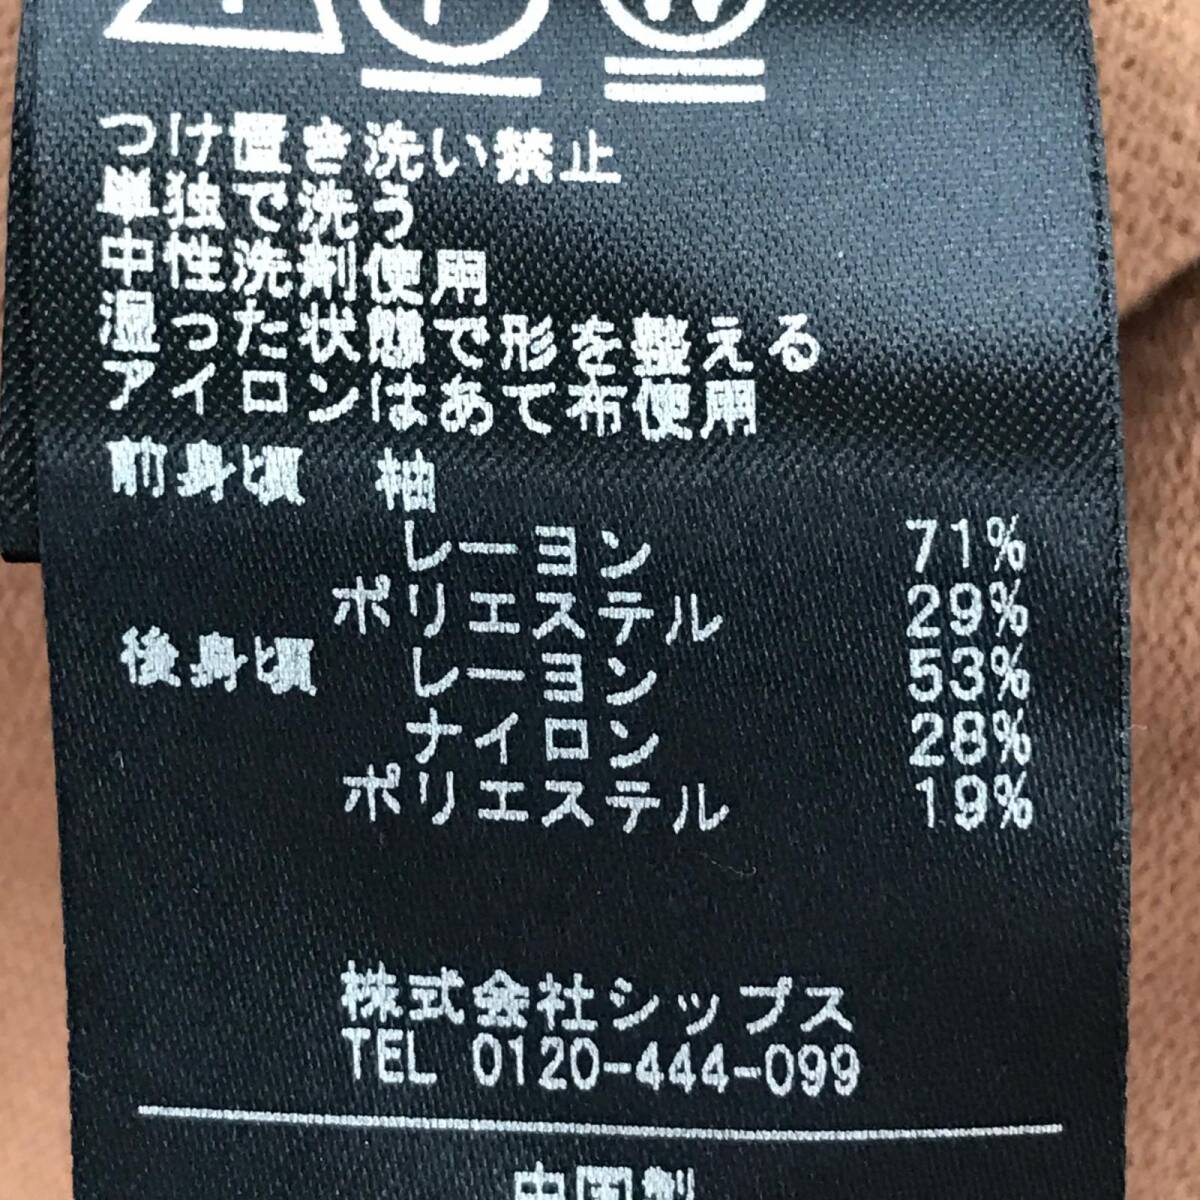 つけ置き洗い禁止
単独で洗う
中性洗剤使用
湿った状態で形を整える
アイロンはあて布使用
前身頃 袖
レーヨン 71%
ポリエステル 29%
後身頃 レーヨン 53%
ナイロン 28%
ポリエステル 19%
株式会社シップス
TEL 0120-444-099
中国製